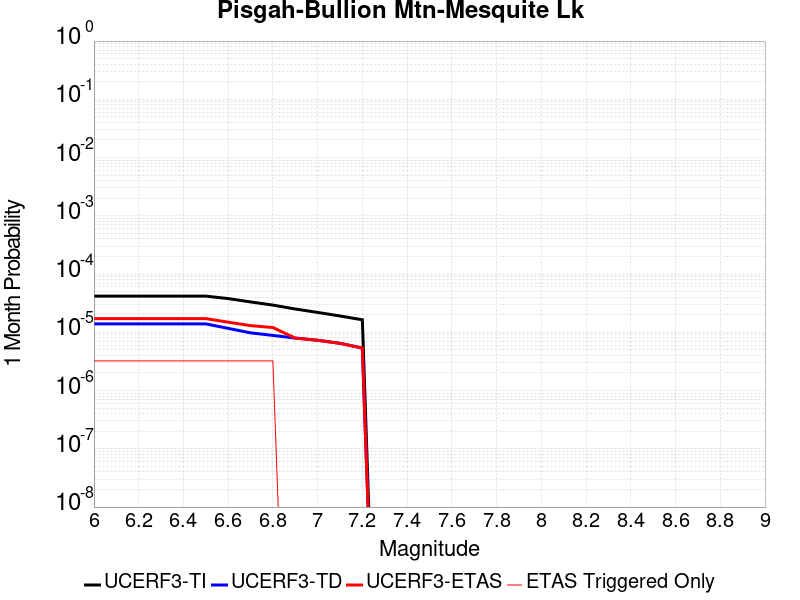 Pisgah-Bullion Mtn-Mesquite Lk
10^0
10^-1
10^-2
10^-3
10^-4
10^-5
10^-6
10^-7
10^-8
1 Month Probability
6 6.2 6.4 6.6 6.8 7 7.2 7.4 7.6 7.8 8 8.2 8.4 8.6 8.8 9
Magnitude
UCERF3-TI UCERF3-TD UCERF3-ETAS ETAS Triggered Only